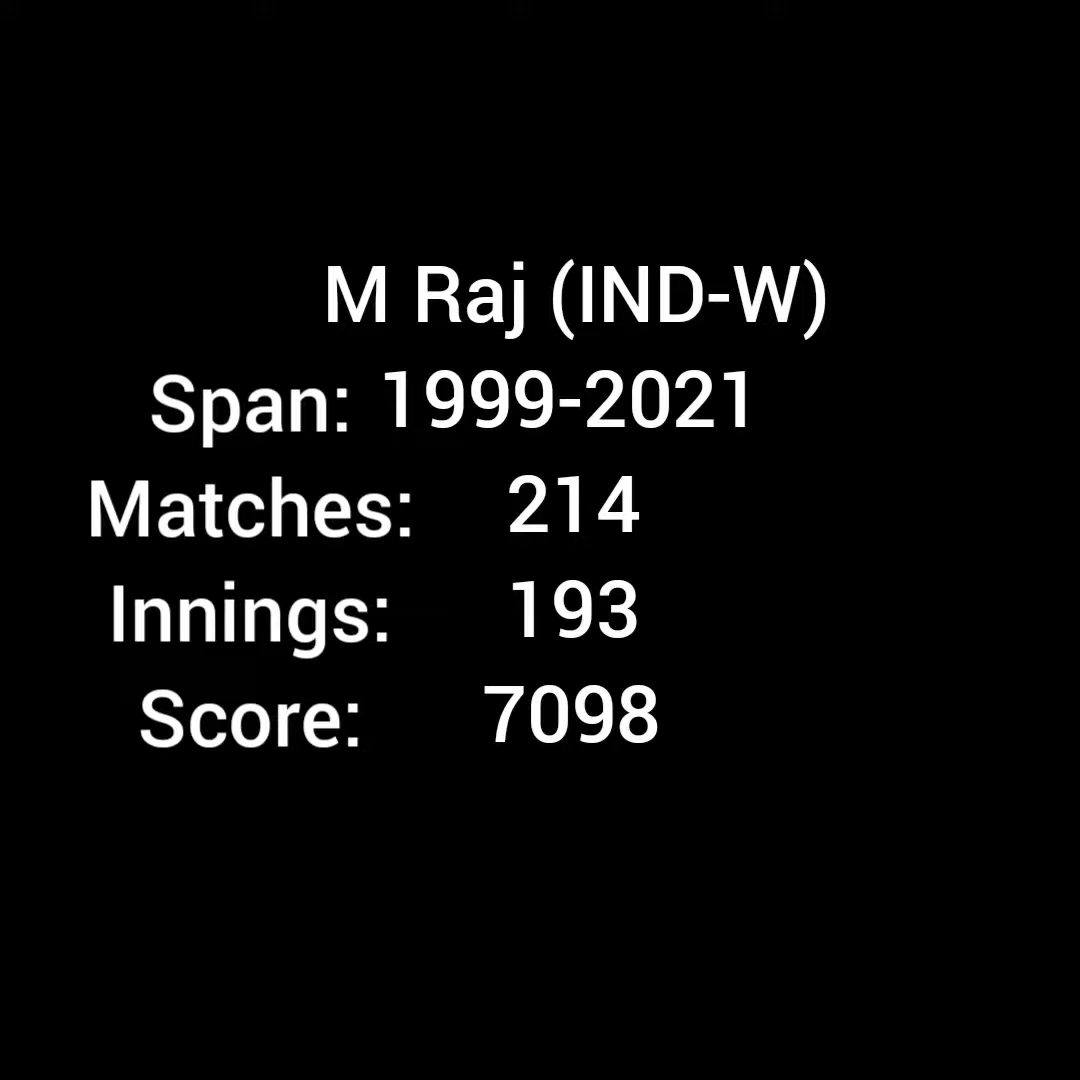 M Raj (IND-W)
Span: 1999-2021
Matches: 214
Innings: 193
Score: 7098